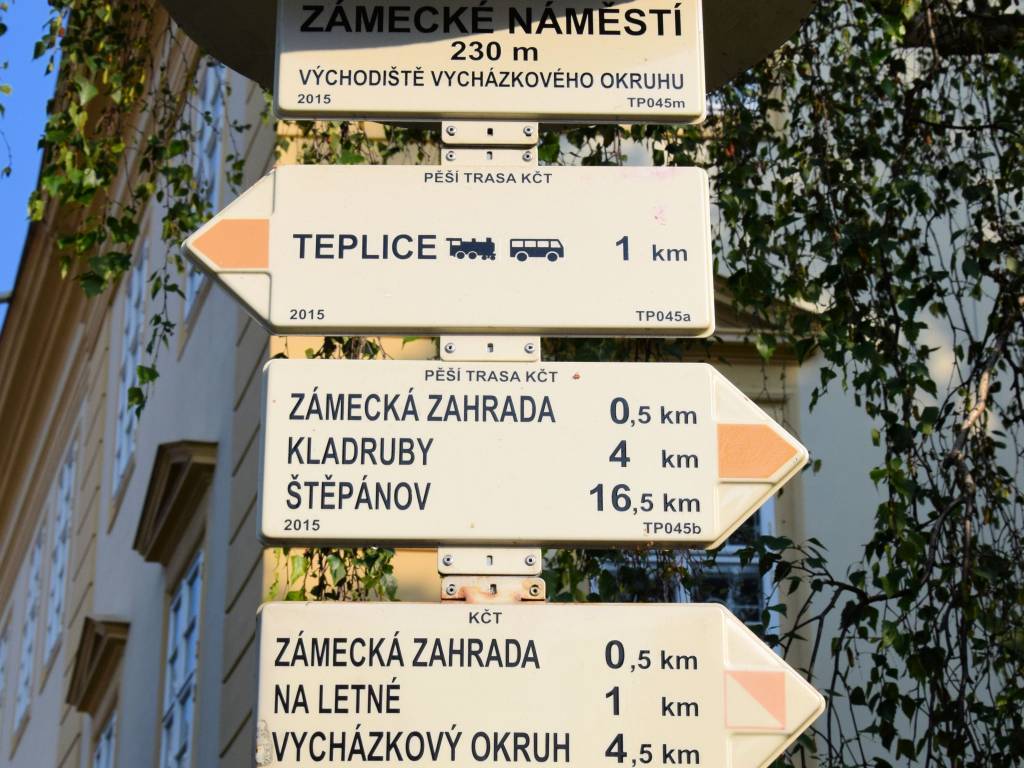 ZÁMECKÉ NÁMĚSTÍ
230 m
VÝCHODIŠTĚ VYCHÁZKOVÉHO OKRUHU
2015 TP045m
PĚŠÍ TRASA KČT
TEPLICE 1 km
2015 TP045a
PĚŠÍ TRASA KČT
ZÁMECKÁ ZAHRADA 0,5 km
KLADRUBY 4 km
ŠTĚPÁNOV 16,5 km
2015 TP045b
KČT
ZÁMECKÁ ZAHRADA 0,5 km
NA LETNÉ 1 km
VYCHÁZKOVÝ OKRUH 4,5 km